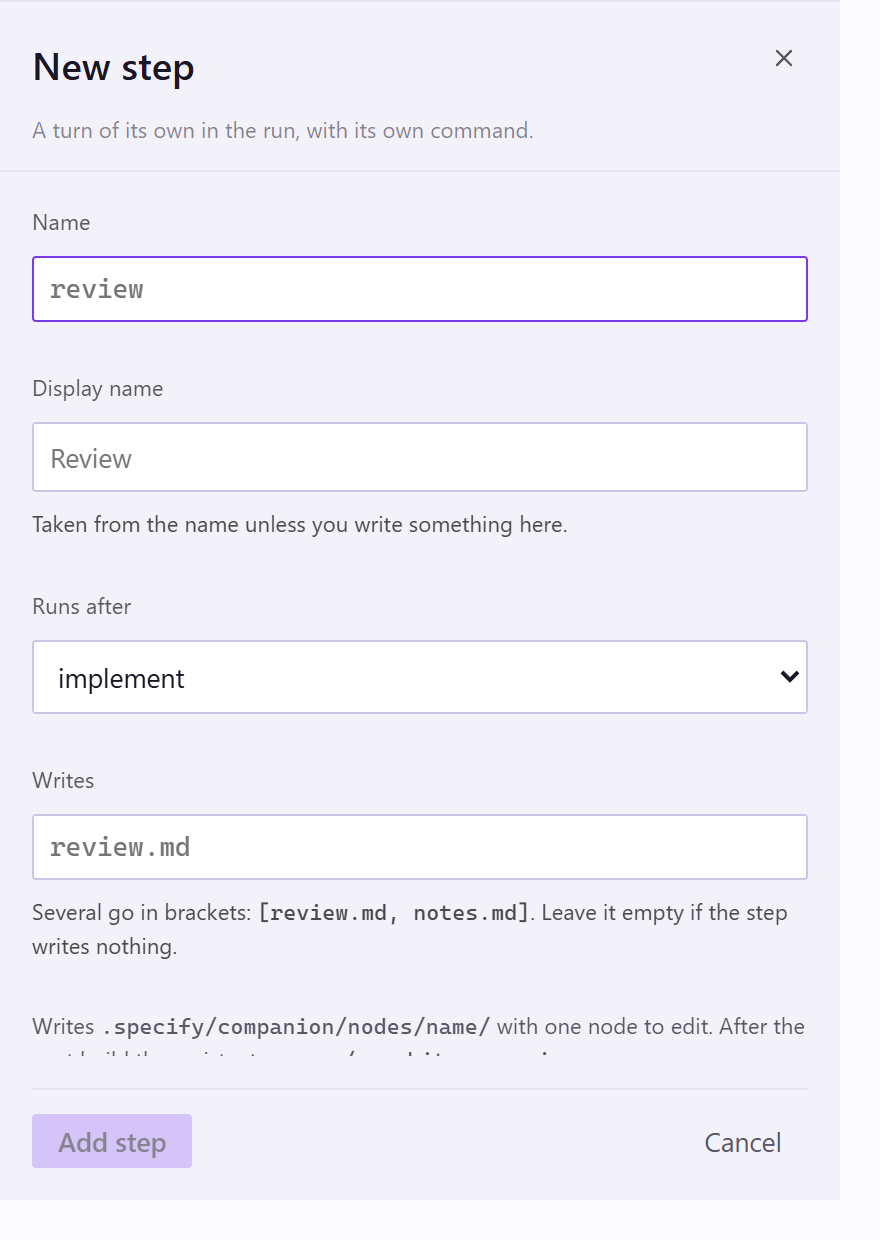 New step
A turn of its own in the run, with its own command.
Name
review
Display name
Review
Taken from the name unless you write something here.
Runs after
implement
Writes
review.md
Several go in brackets: [review.md, notes.md]. Leave it empty if the step
writes nothing.
Writes .specify/companion/nodes/name/ with one node to edit. After the
Add step
Cancel